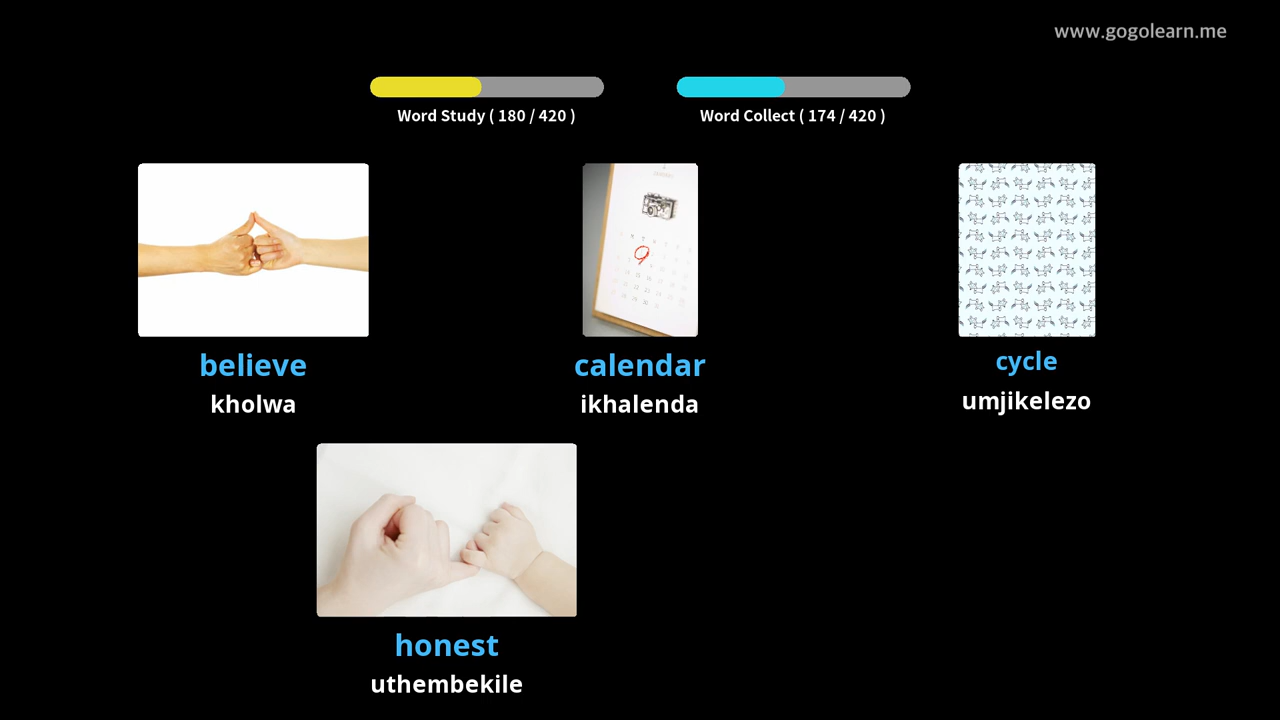 www.gogolearn.me
Word Study ( 180 / 420 )
Word Collect ( 174 / 420 )
believe
kholwa
calendar
ikhalenda
cycle
umjikelezo
honest
uthembekile